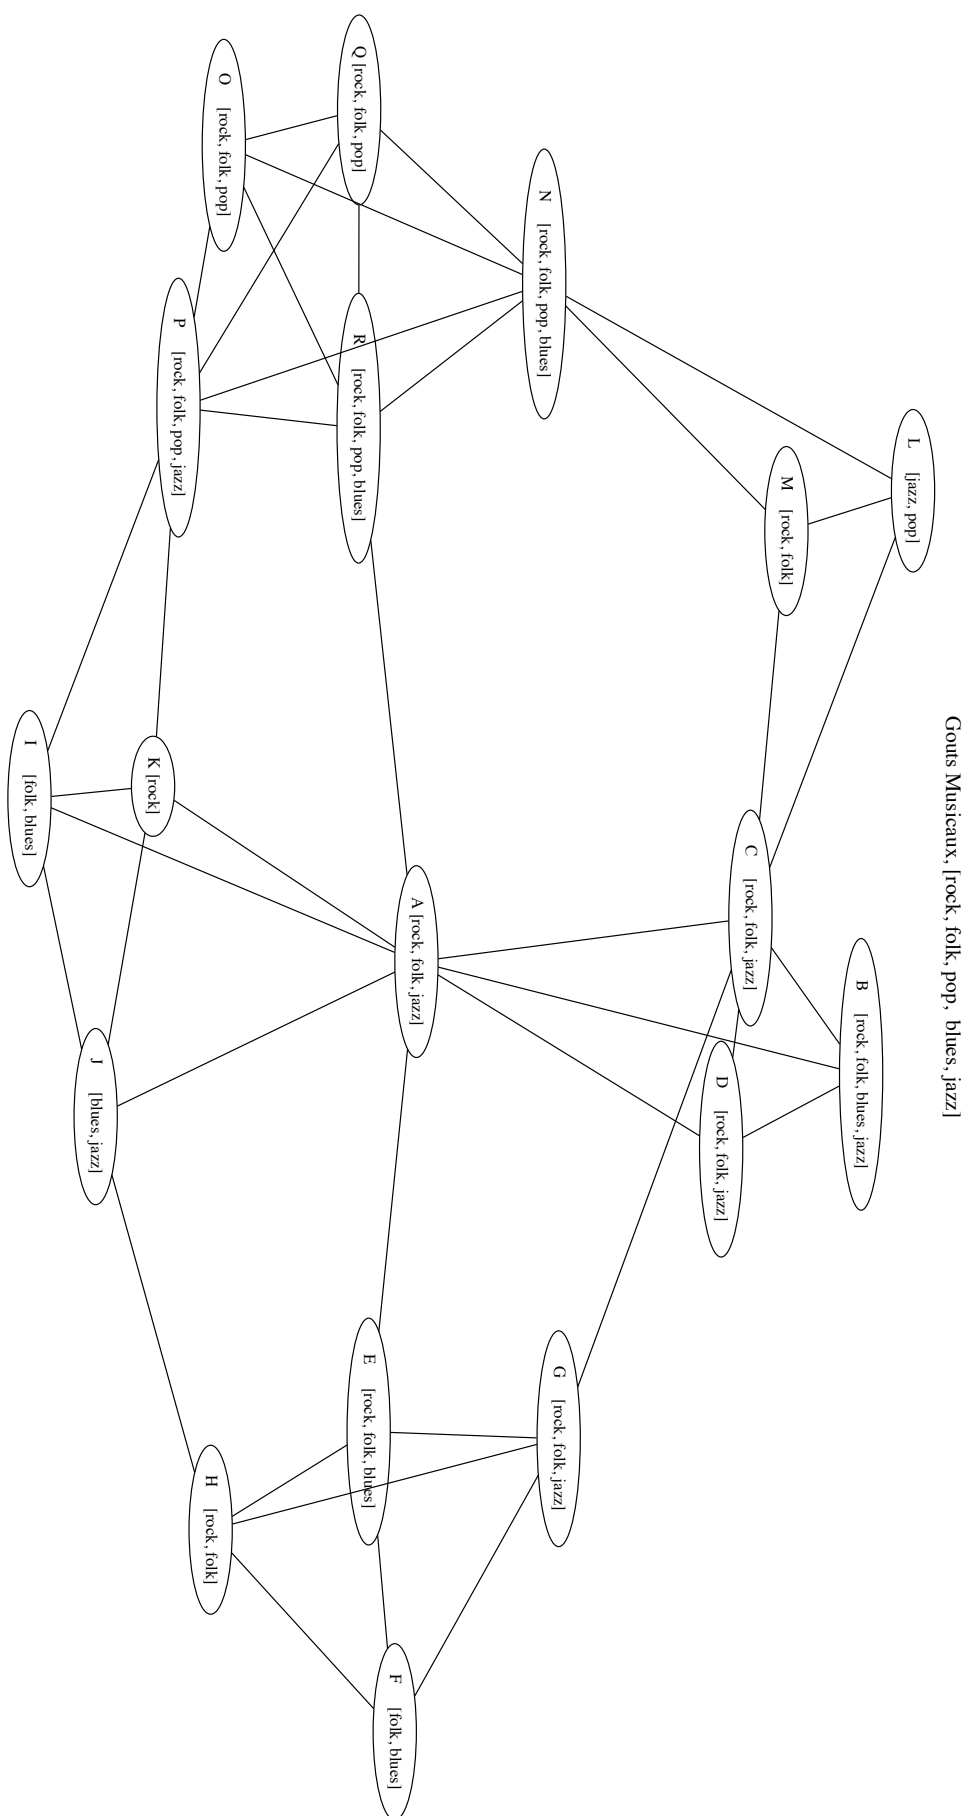 Gouts Musicaux, [rock, folk, pop, blues, jazz]
L [jazz, pop]
B [rock, folk, blues, jazz]
M [rock, folk]
C [rock, folk, jazz]
D [rock, folk, jazz]
N [rock, folk, pop, blues]
G [rock, folk, jazz]
A [rock, folk, jazz]
F [folk, blues]
Q [rock, folk, pop]
R [rock, folk, pop, blues]
E [rock, folk, blues]
O [rock, folk, pop]
H [rock, folk]
P [rock, folk, pop, jazz]
K [rock]
J [blues, jazz]
I [folk, blues]